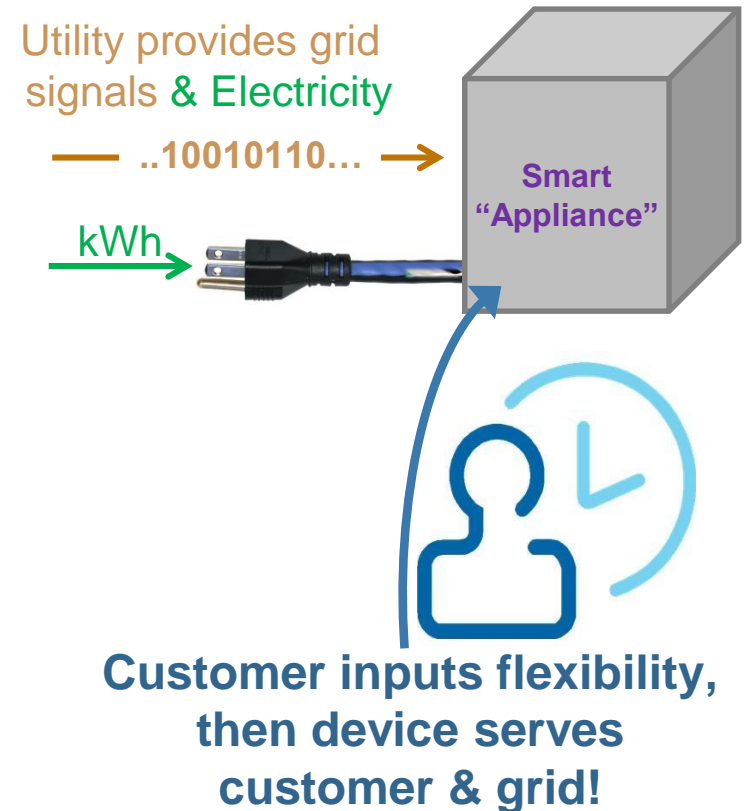 Utility provides grid
signals & Electricity
..10010110…
kWh
Smart
“Appliance”
Customer inputs flexibility,
then device serves
customer & grid!